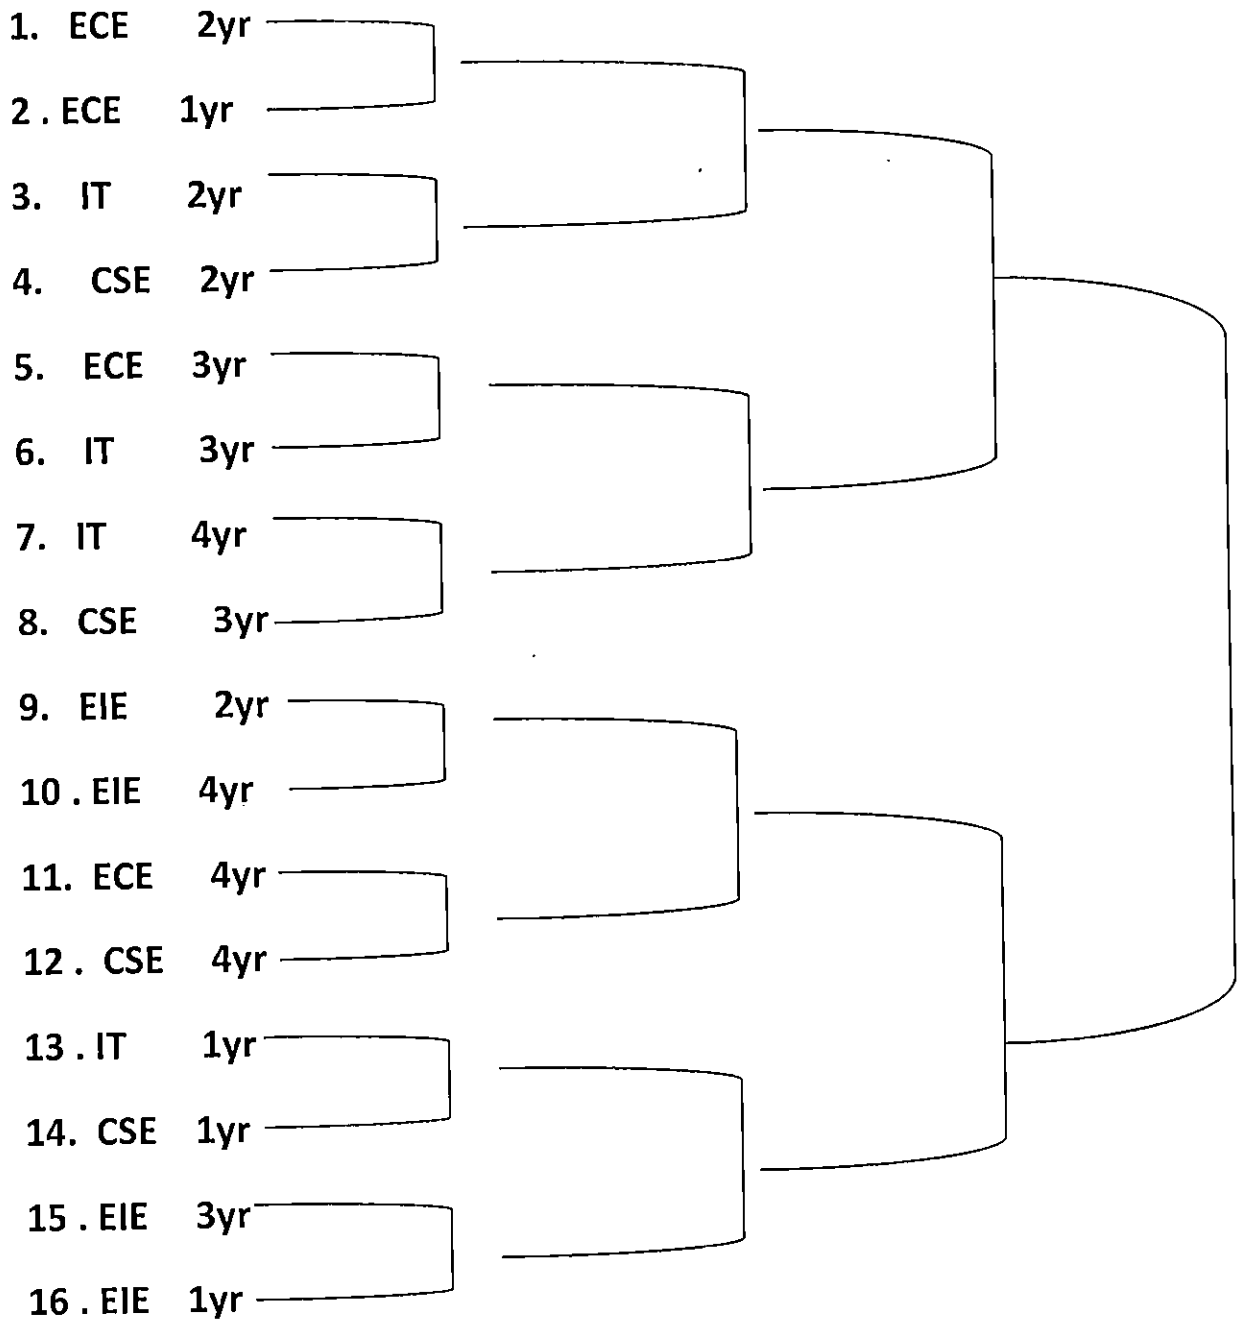 1. ECE 2yr
2 . ECE 1yr
3. IT 2yr
4. CSE 2yr
5. ECE 3yr
6. IT 3yr
7. IT 4yr
8. CSE 3yr
9. EIE 2yr
10 . EIE 4yr
11. ECE 4yr
12 . CSE 4yr
13 . IT 1yr
14. CSE 1yr
15 . EIE 3yr
16 . EIE 1yr